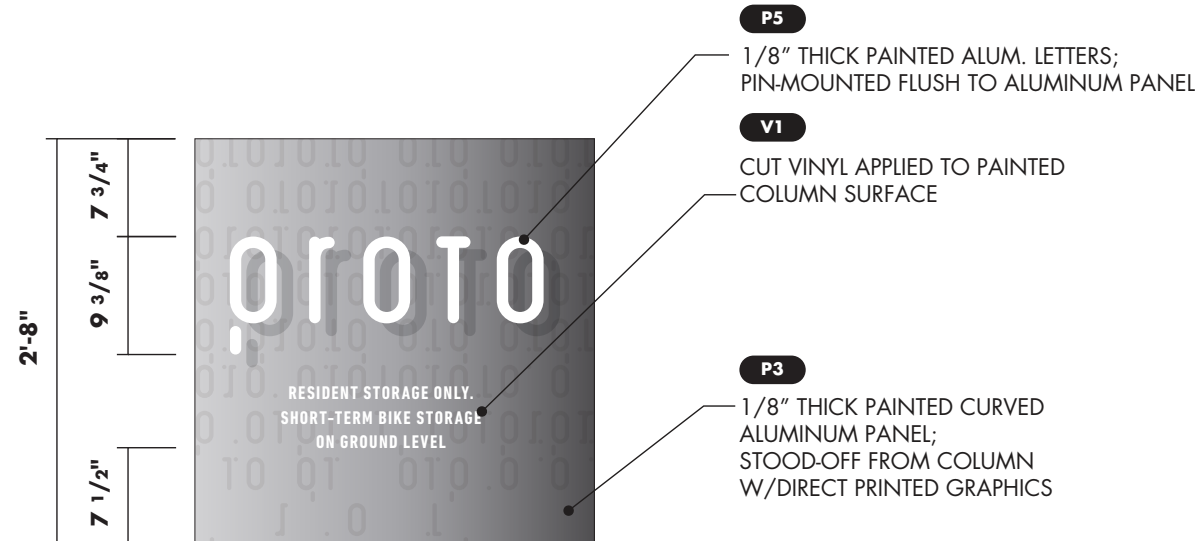 P5
1/8” THICK PAINTED ALUM. LETTERS;
PIN-MOUNTED FLUSH TO ALUMINUM PANEL
V1
CUT VINYL APPLIED TO PAINTED
COLUMN SURFACE
P3
1/8” THICK PAINTED CURVED
ALUMINUM PANEL;
STOOD-OFF FROM COLUMN
W/DIRECT PRINTED GRAPHICS
2'-8"
7 3/4"
9 3/8"
7 1/2"
proto
RESIDENT STORAGE ONLY.
SHORT-TERM BIKE STORAGE
ON GROUND LEVEL